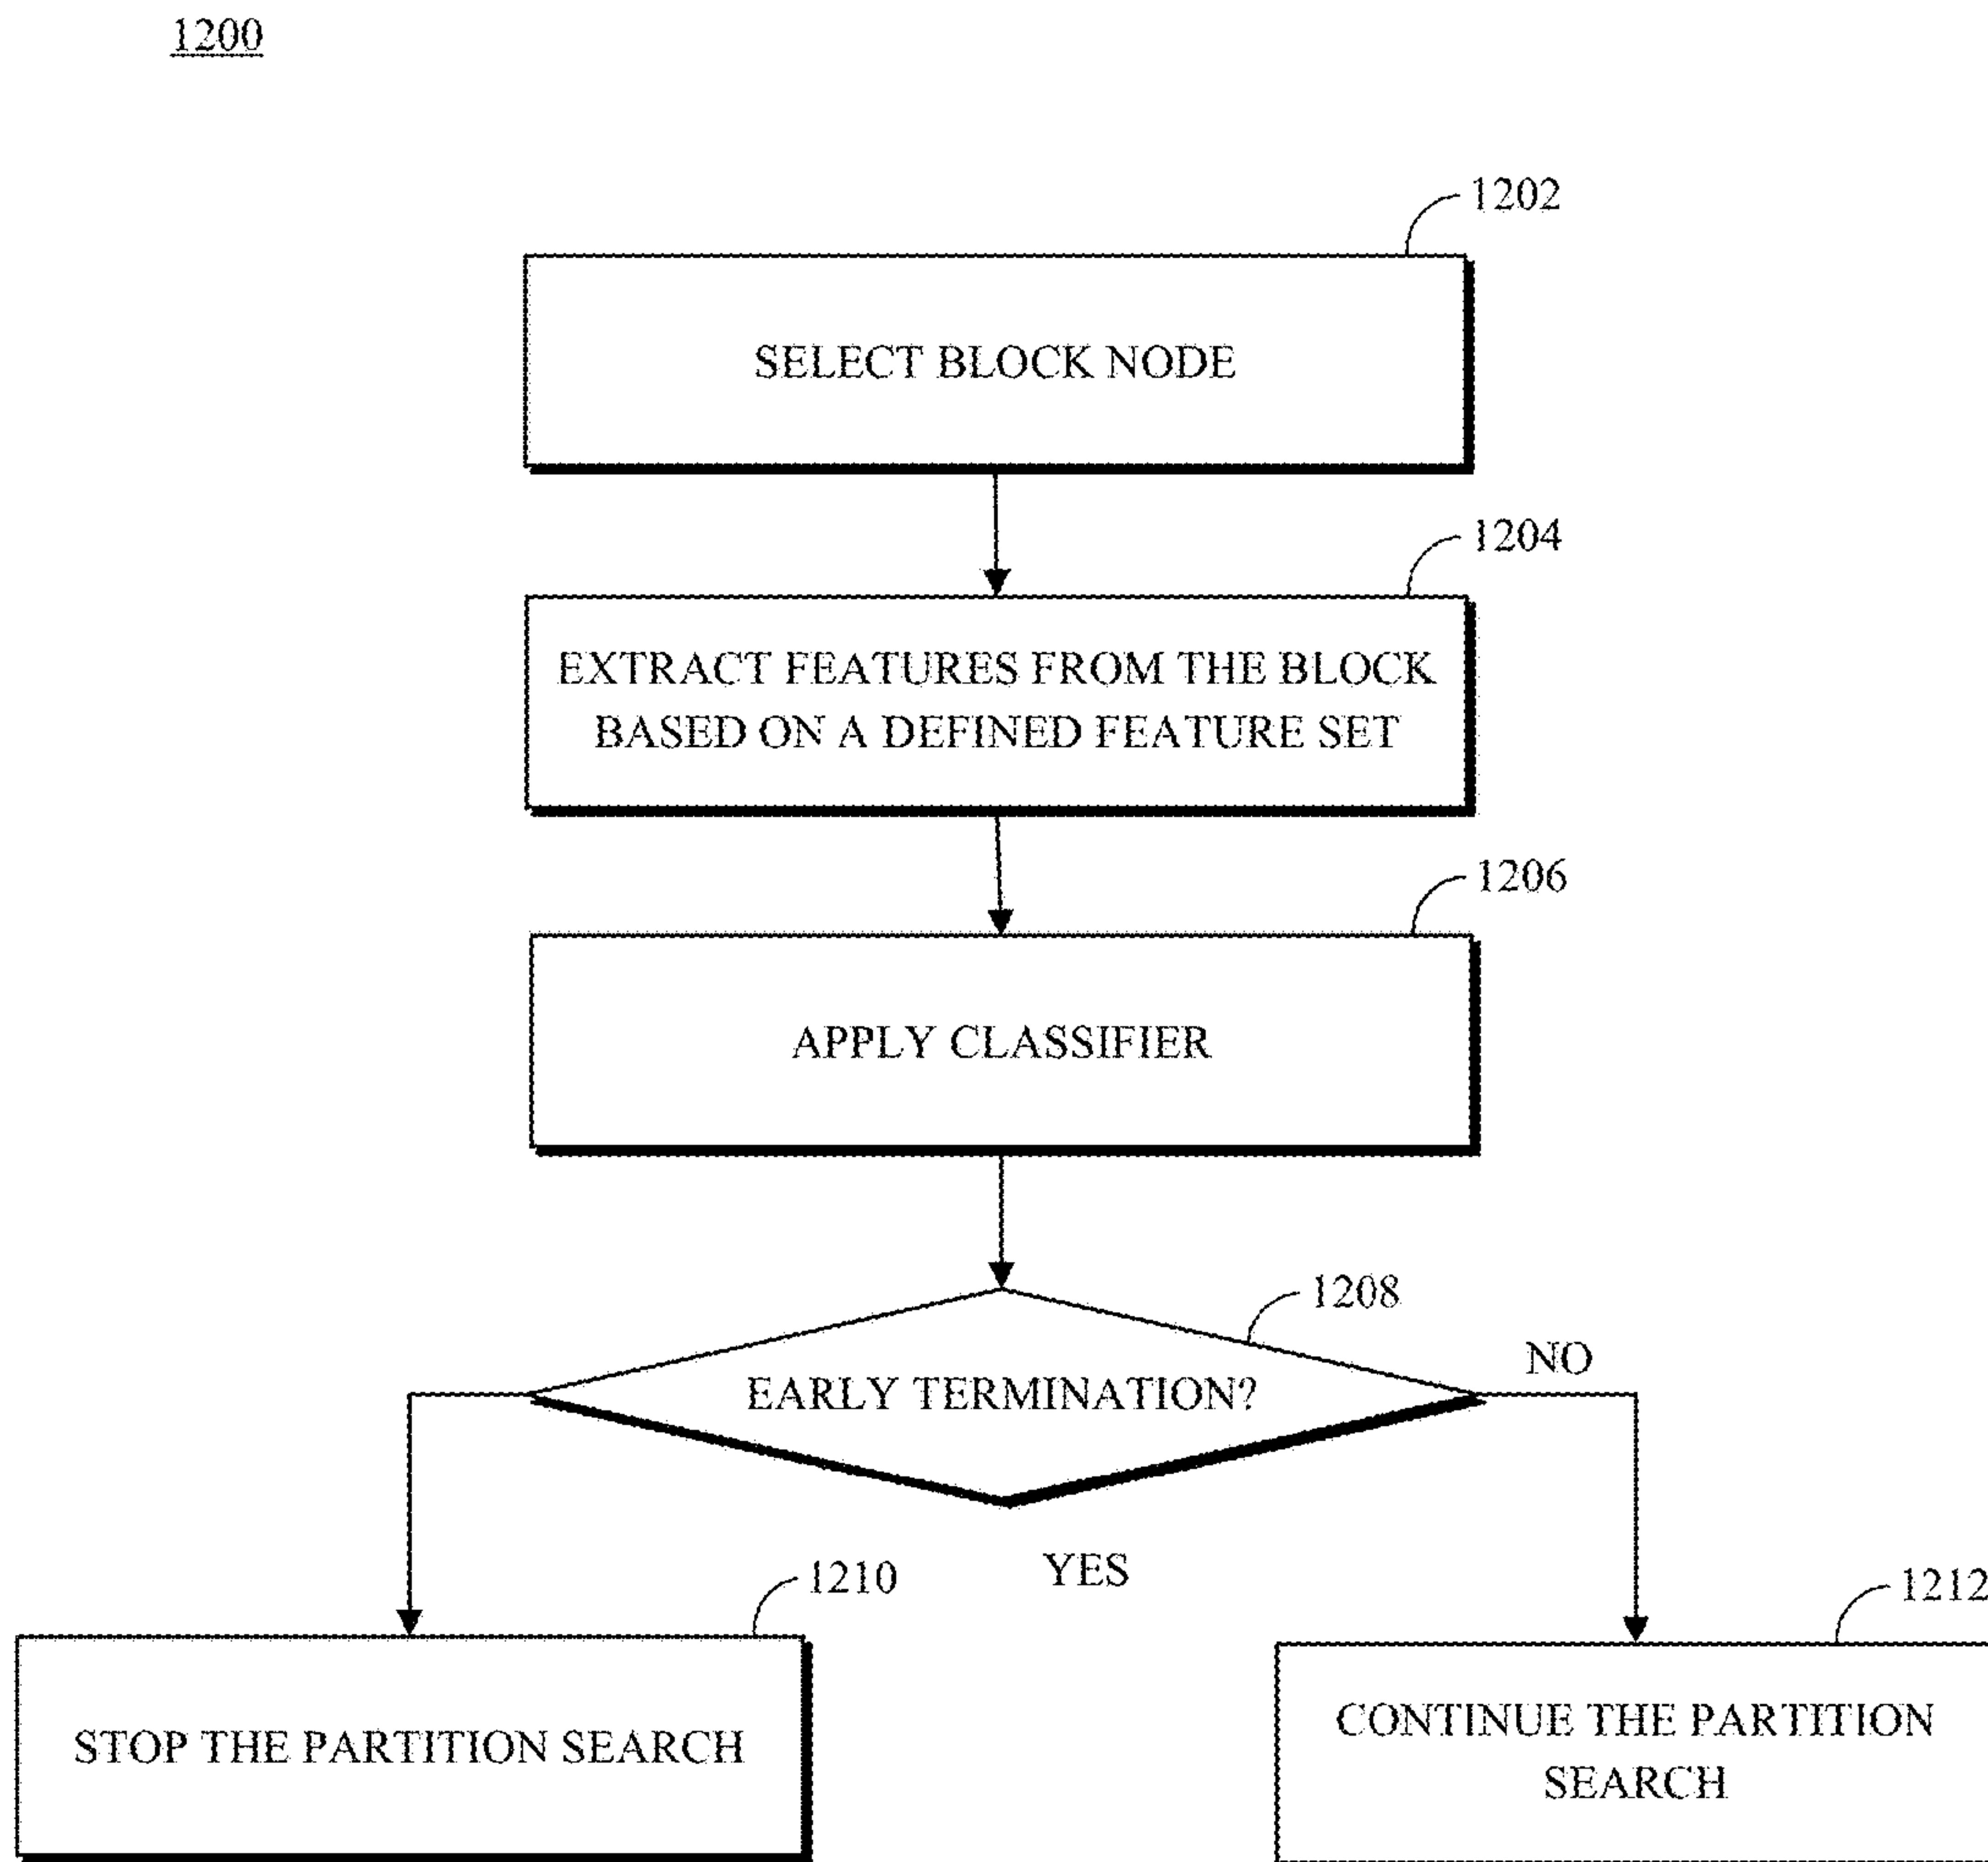 1200
1202
SELECT BLOCK NODE
1204
EXTRACT FEATURES FROM THE BLOCK
BASED ON A DEFINED FEATURE SET
1206
APPLY CLASSIFIER
1208
NO
EARLY TERMINATION?
YES
1210
1212
STOP THE PARTITION SEARCH
CONTINUE THE PARTITION
SEARCH